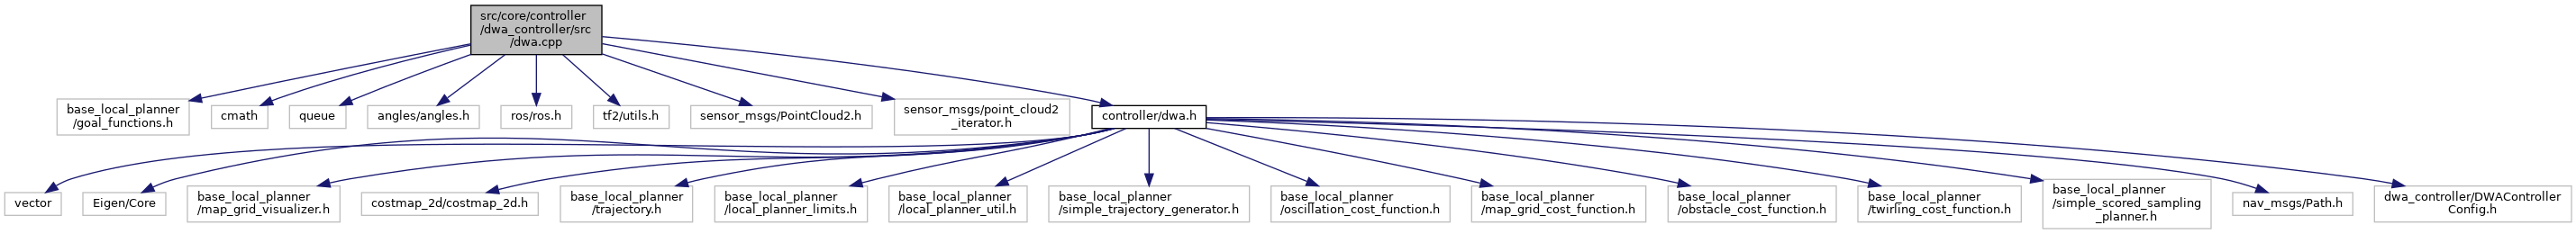 src/core/controller
/dwa_controller/src
/dwa.cpp
base_local_planner
/goal_functions.h
cmath
queue
angles/angles.h
ros/ros.h
tf2/utils.h
sensor_msgs/PointCloud2.h
sensor_msgs/point_cloud2
_iterator.h
controller/dwa.h
vector
Eigen/Core
base_local_planner
/map_grid_visualizer.h
costmap_2d/costmap_2d.h
base_local_planner
/trajectory.h
base_local_planner
/local_planner_limits.h
base_local_planner
/local_planner_util.h
base_local_planner
/simple_trajectory_generator.h
base_local_planner
/oscillation_cost_function.h
base_local_planner
/map_grid_cost_function.h
base_local_planner
/obstacle_cost_function.h
base_local_planner
/twirling_cost_function.h
base_local_planner
/simple_scored_sampling
_planner.h
nav_msgs/Path.h
dwa_controller/DWAController
Config.h